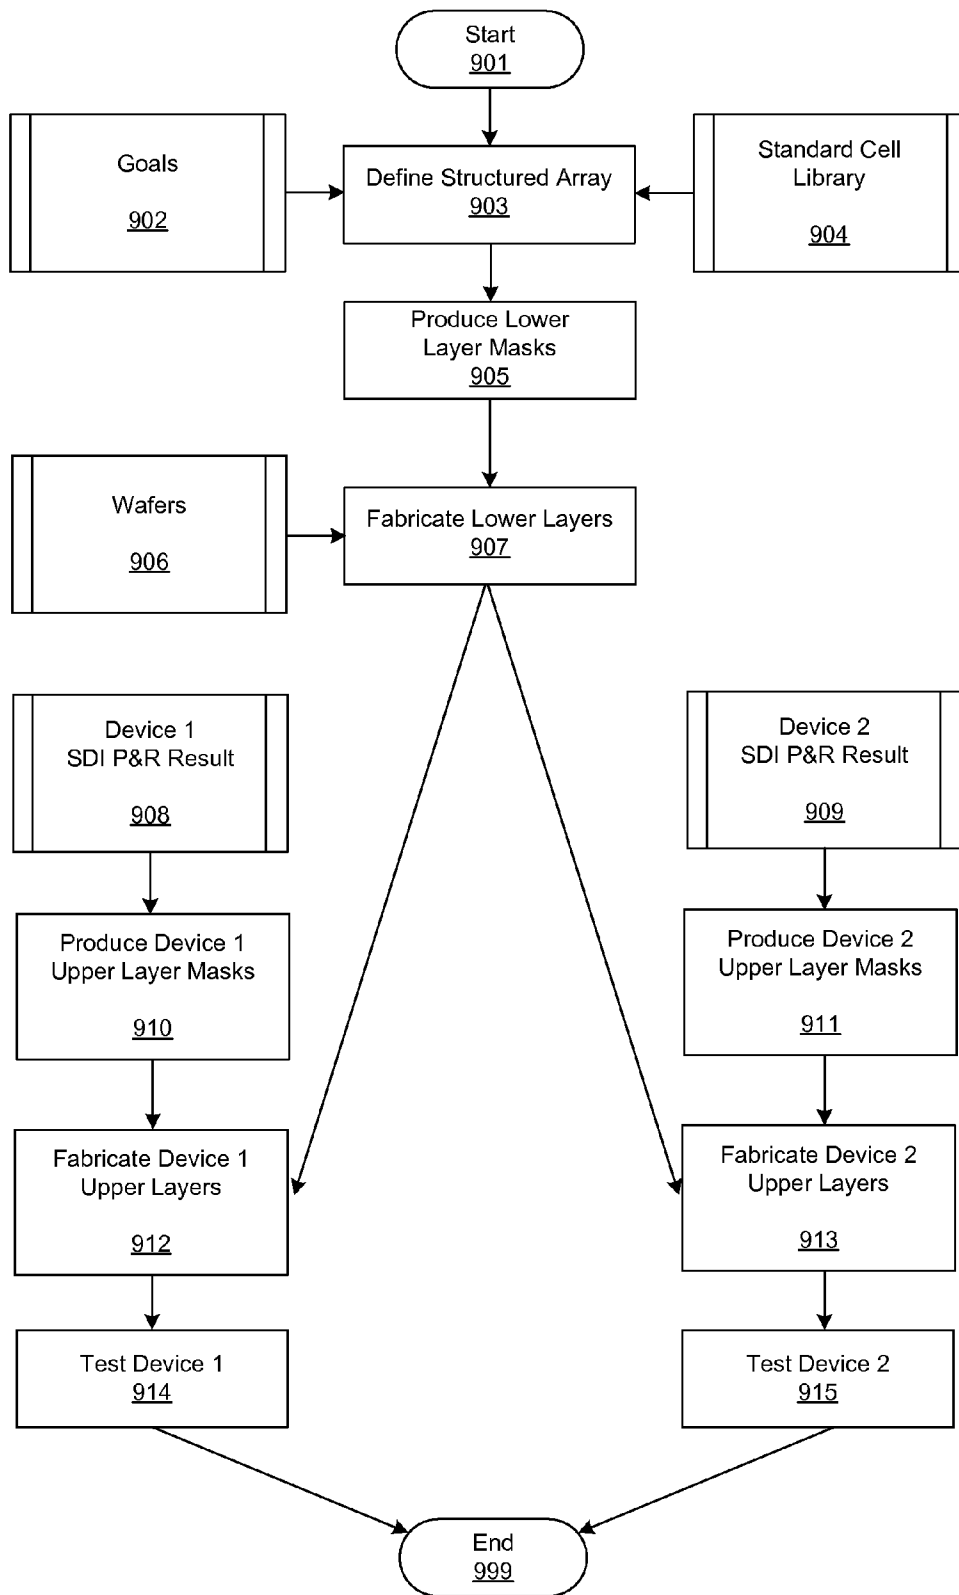 Start
901
Goals
902
Define Structured Array
903
Standard Cell
Library
904
Produce Lower
Layer Masks
905
Wafers
906
Fabricate Lower Layers
907
Device 1
SDI P&R Result
908
Device 2
SDI P&R Result
909
Produce Device 1
Upper Layer Masks
910
Produce Device 2
Upper Layer Masks
911
Fabricate Device 1
Upper Layers
912
Fabricate Device 2
Upper Layers
913
Test Device 1
914
Test Device 2
915
End
999